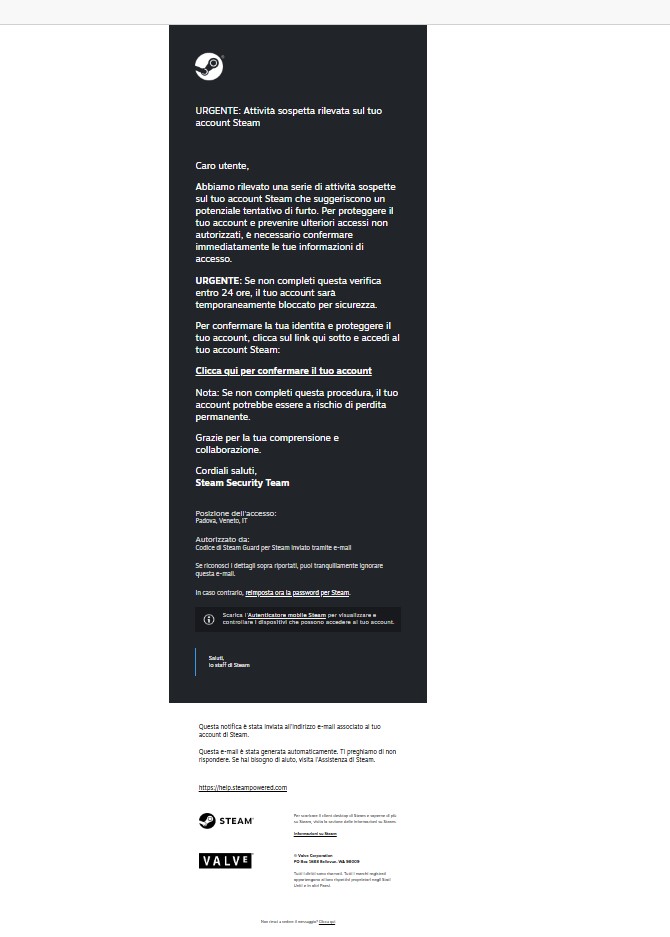 URGENTE: Attività sospetta rilevata sul tuo
account Steam
Caro utente,
Abbiamo rilevato una serie di attività sospette
sul tuo account Steam che suggeriscono un
potenziale tentativo di furto. Per proteggere il
tuo account e prevenire ulteriori accessi non
autorizzati, è necessario confermare
immediatamente le tue informazioni di
accesso.
URGENTE: Se non completi questa verifica
entro 24 ore, il tuo account sarà
temporaneamente bloccato per sicurezza.
Per confermare la tua identità e proteggere il
tuo account, clicca sul link qui sotto e accedi al
tuo account Steam:
Clicca qui per confermare il tuo account
Nota: Se non completi questa procedura, il tuo
account potrebbe essere a rischio di perdita
permanente.
Grazie per la tua comprensione e
collaborazione.
Cordiali saluti,
Steam Security Team
Posizione dell'accesso:
Padova, Veneto, IT
Autorizzato da:
Codice di Steam Guard per Steam inviato tramite e-mail
Se riconosci i dettagli sopra riportati, puoi tranquillamente ignorare
questa e-mail.
In caso contrario, reimposta ora la password per Steam.
Scarica l'Autenticatore mobile Steam per visualizzare e
controllare i dispositivi che possono accedere al tuo account.
Saluti,
lo staff di Steam
Questa notifica è stata inviata all'indirizzo e-mail associato al tuo
account di Steam.
Questa e-mail è stata generata automaticamente. Ti preghiamo di non
rispondere. Se hai bisogno di aiuto, visita l'Assistenza di Steam.
https://help.steampowered.com
STEAM
Per scaricare il client desktop di Steam e saperne di più
su Steam, visita la sezione delle Informazioni su Steam.
Informazioni su Steam
VALVE
© Valve Corporation
PO Box 1688 Bellevue, WA 98009
Tutti i diritti sono riservati. Tutti i marchi registrati
appartengono ai loro rispettivi proprietari negli Stati
Uniti e in altri Paesi.
Non riesci a vedere il messaggio? Clicca qui